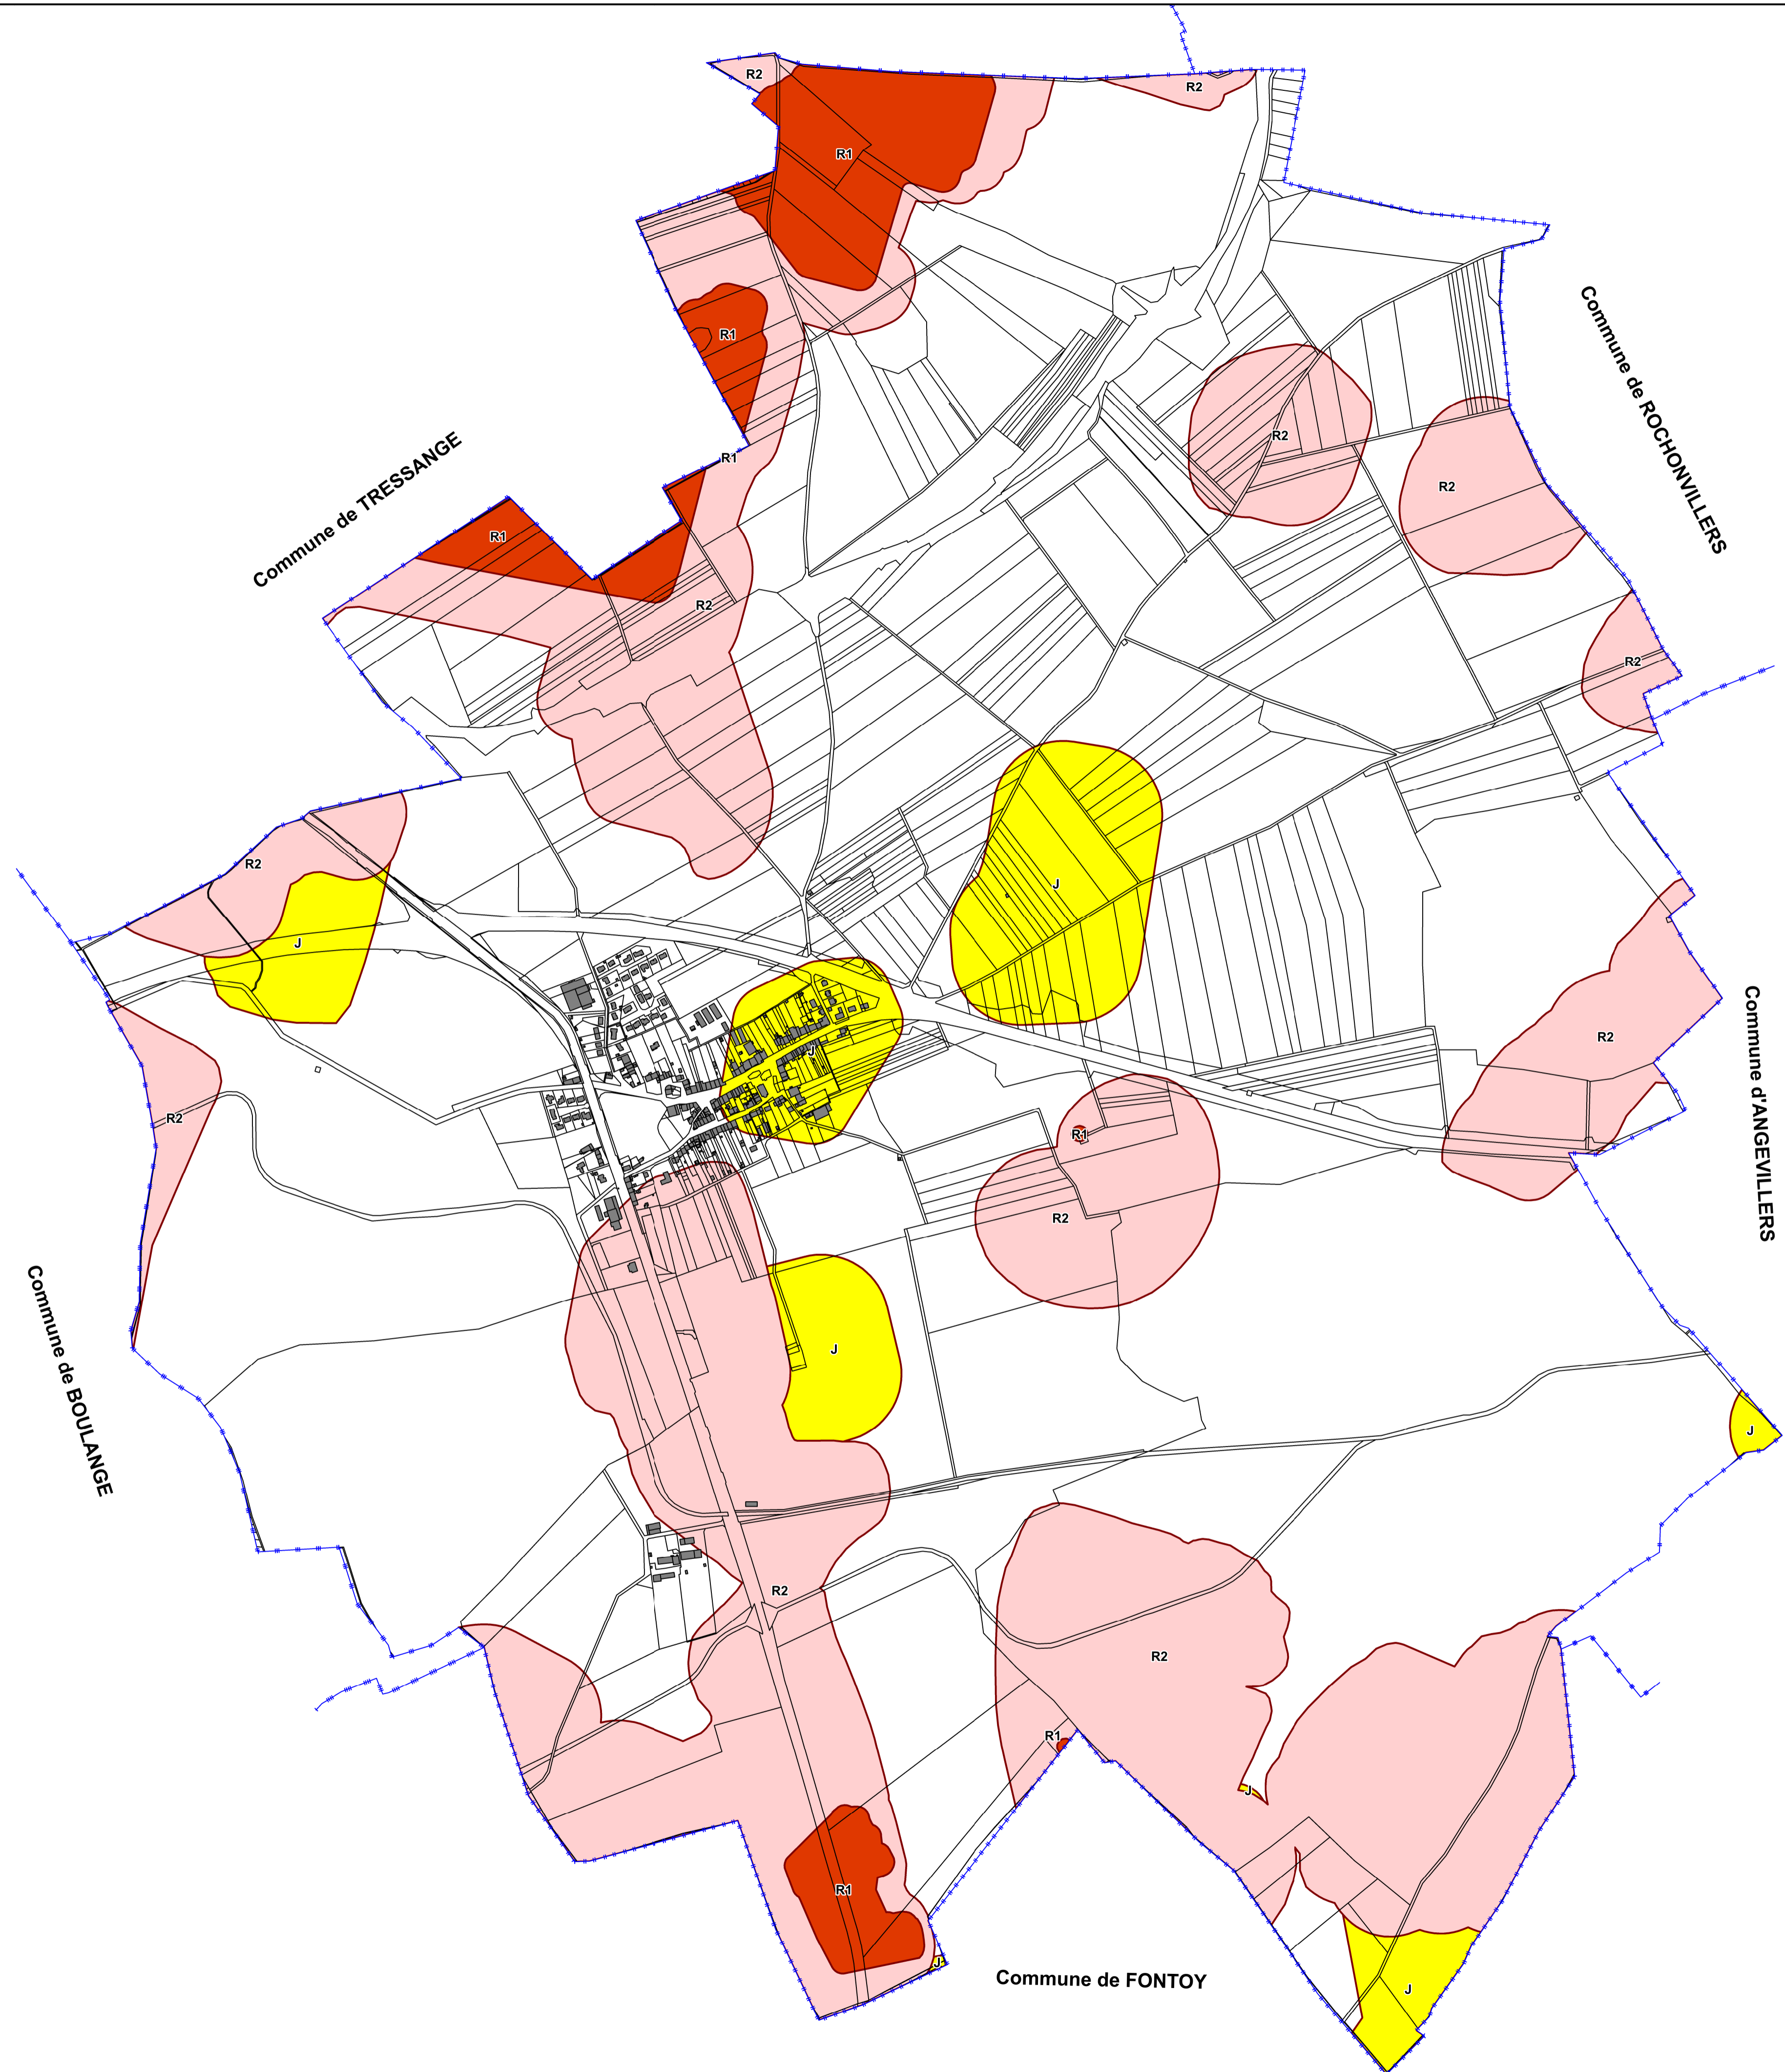 R2
R2
R1
R1
Commune de ROCHONVILLERS
R2
R1
Commune de TRESSANGE
R2
R1
R2
R2
R2
J
J
R2
J
Commune d'ANGEVILLERS
R2
R1
R2
Commune de BOULANGE
J
J
R2
R2
R1
J
R1
J
Commune de FONTOY
J